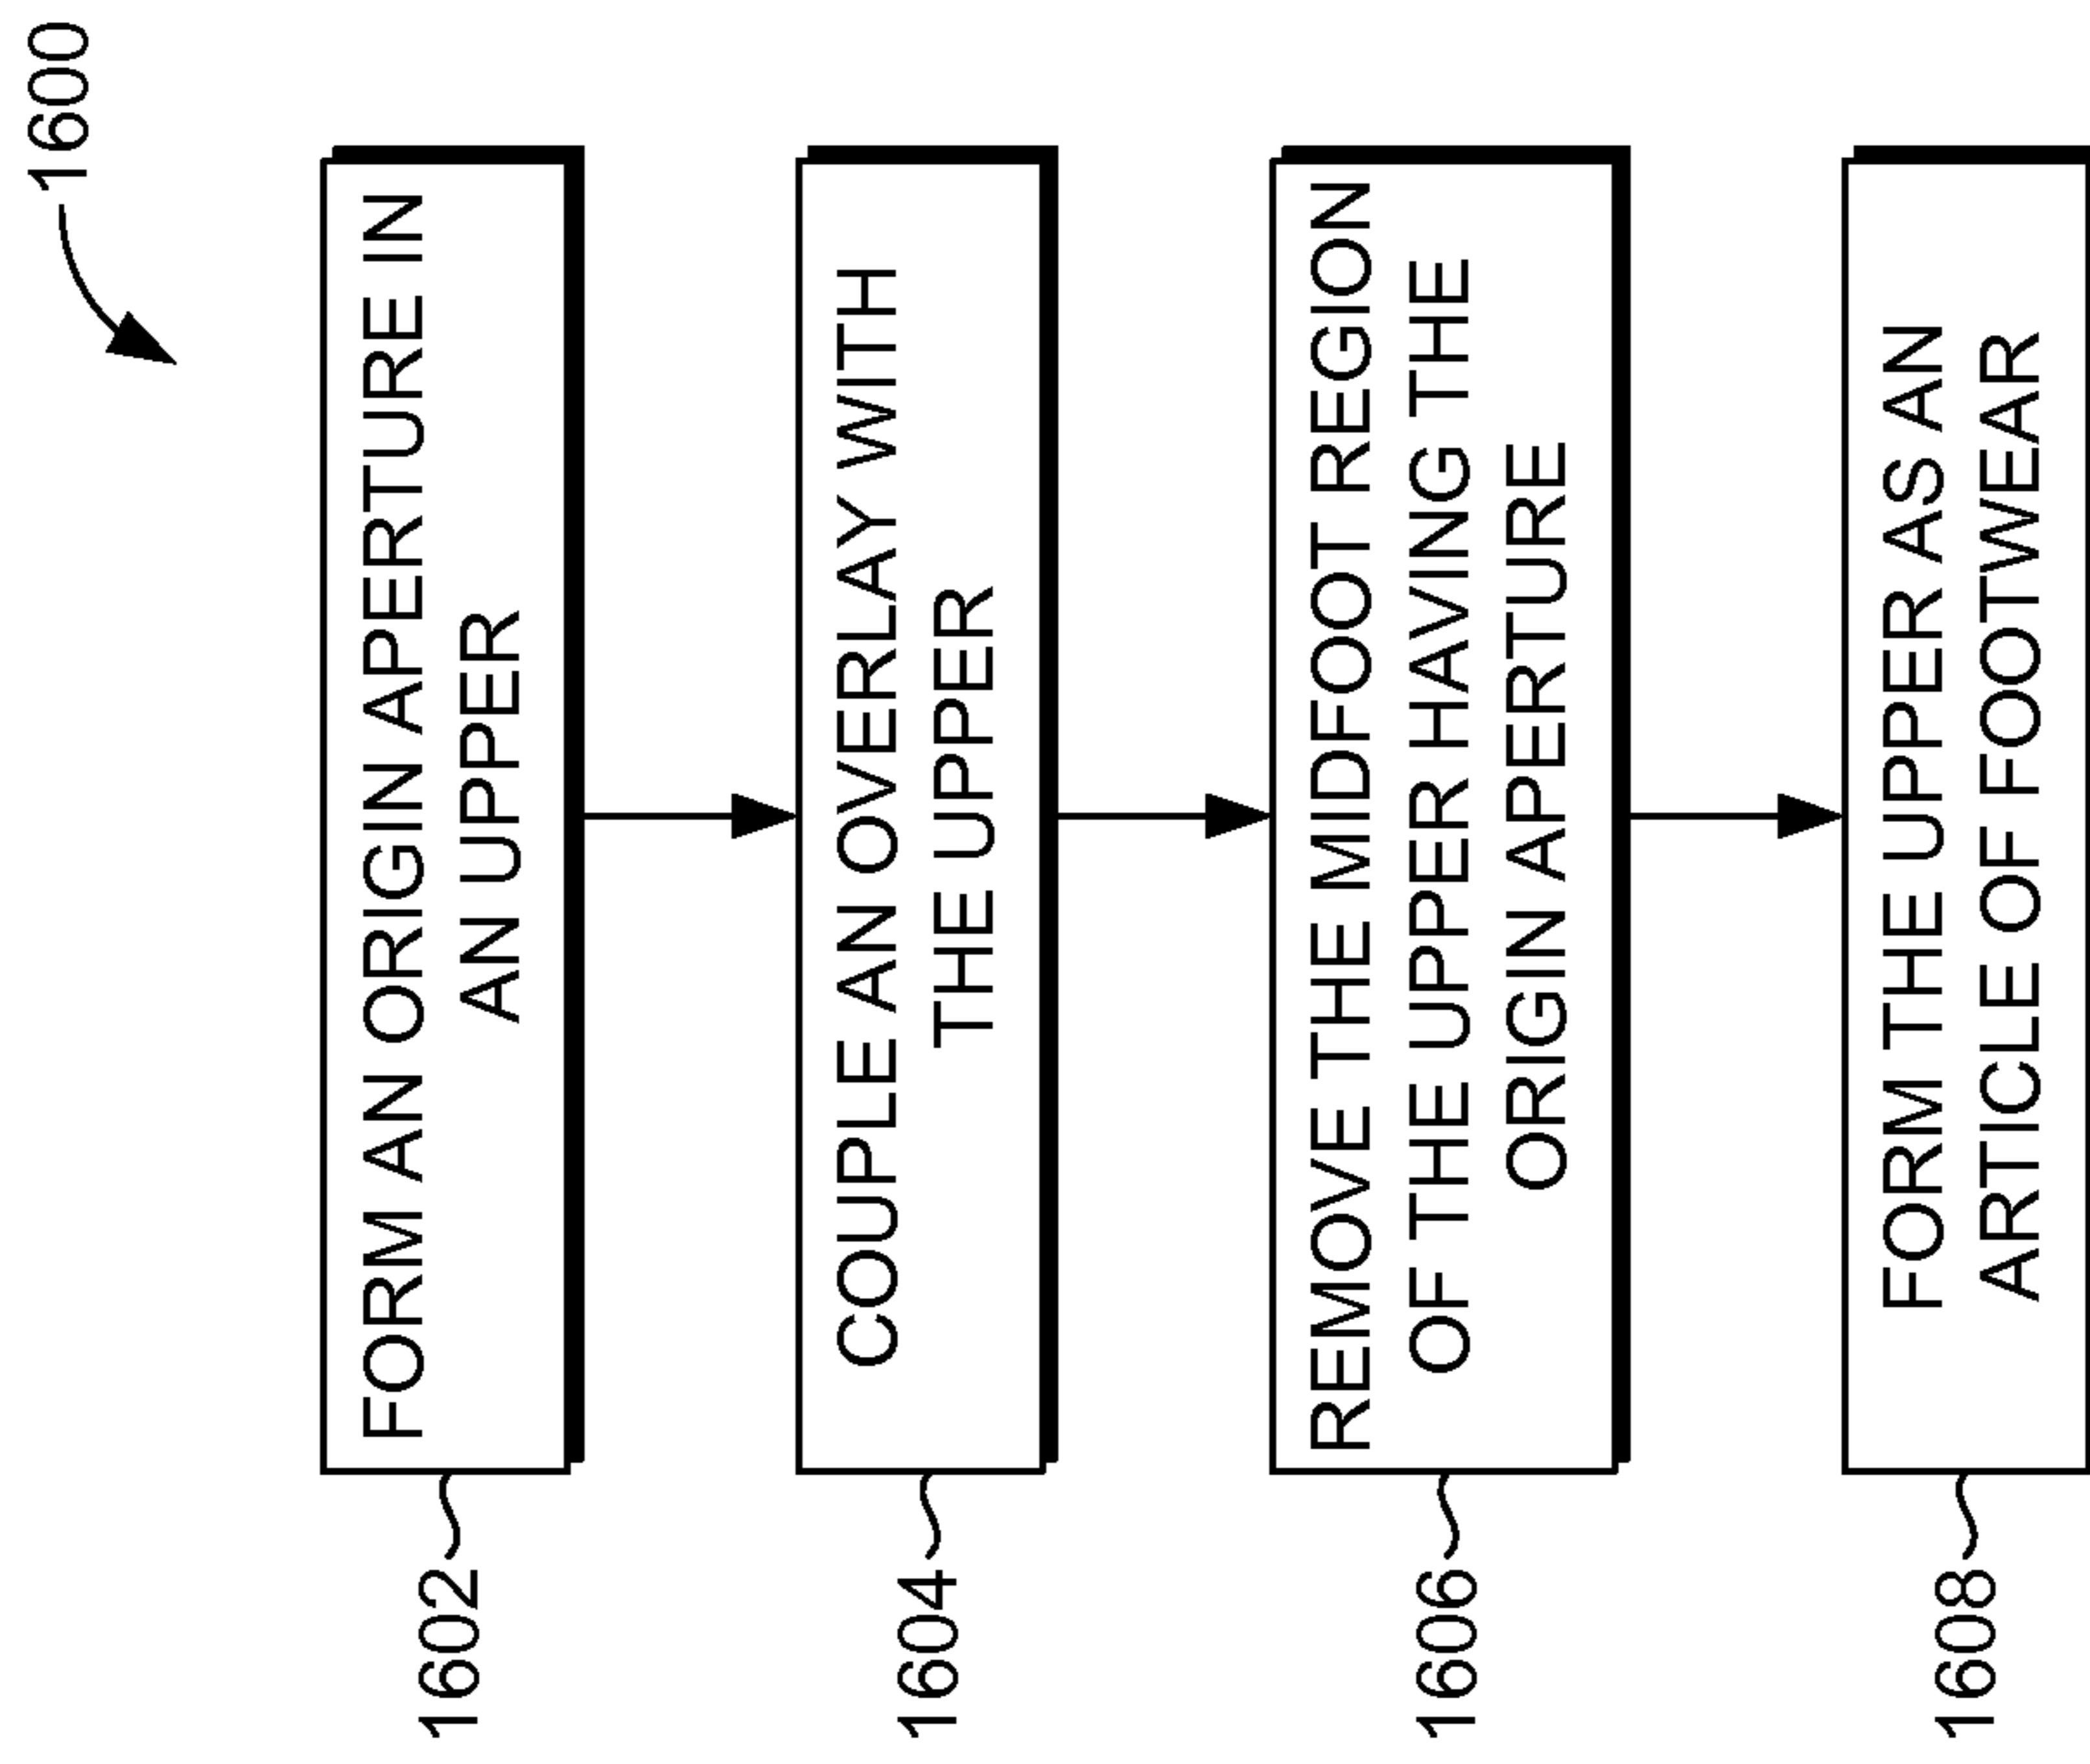 1600
1602
FORM AN ORIGIN APERTURE IN
AN UPPER
1604
COUPLE AN OVERLAY WITH
THE UPPER
1606
REMOVE THE MIDFOOT REGION
OF THE UPPER HAVING THE
ORIGIN APERTURE
1608
FORM THE UPPER AS AN
ARTICLE OF FOOTWEAR